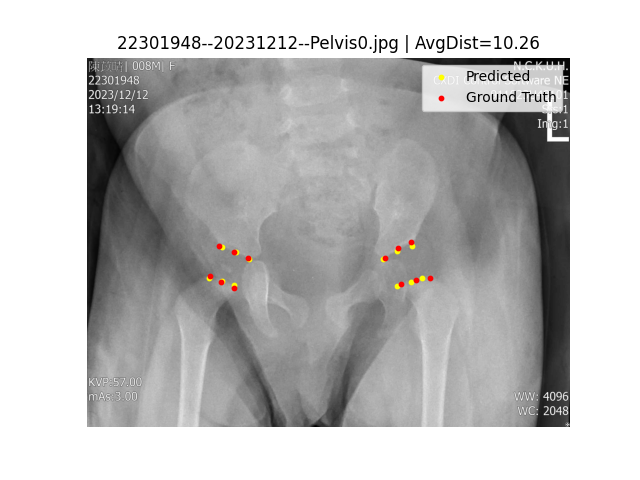 22301948--20231212--Pelvis0.jpg | AvgDist=10.26
008M| F
22301948
2023/12/12
13:19:14
N.C.K.U.H.
Predicted
Ground Truth
Img:1
L
KVP:57.00
mAs:3.00
WW: 4096
WC: 2048